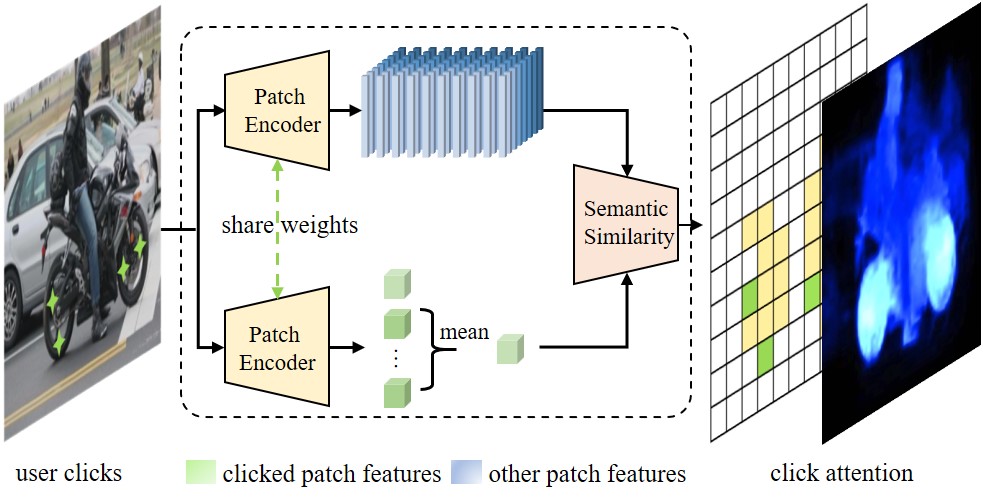 Patch
Encoder
share weights
Patch
Encoder
mean
Semantic
Similarity
user clicks
clicked patch features
other patch features
click attention